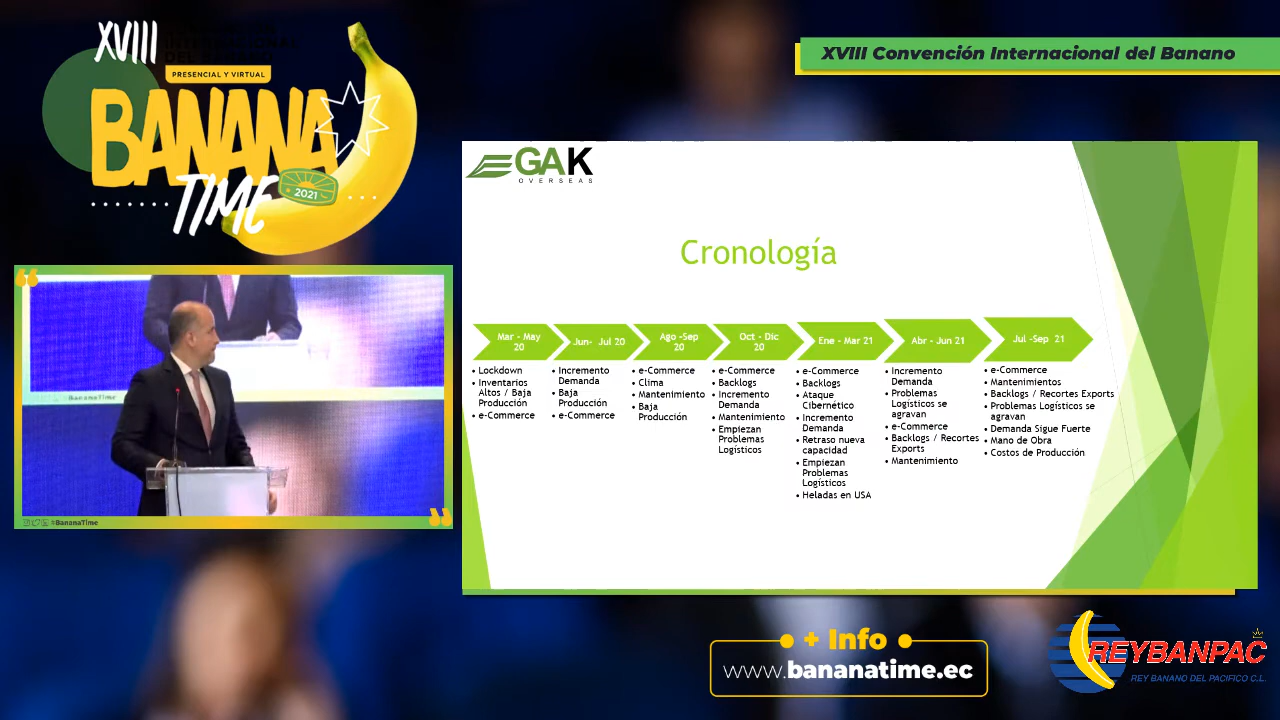 XVIII
PRESENCIAL Y VIRTUAL
BANANA
TIME
2021
XVIII Convención Internacional del Banano
GAK
OVERSEAS
Cronología
Mar - May
20
Jun- Jul 20
Ago -Sep
20
Oct - Dic
20
Ene - Mar 21
Abr - Jun 21
Jul -Sep 21
• Lockdown
• Inventarios
Altos / Baja
Producción
• e-Commerce
• Incremento
Demanda
• Baja
Producción
• e-Commerce
• e-Commerce
• Clima
• Mantenimiento
• Baja
Producción
• e-Commerce
• Backlogs
• Incremento
Demanda
• Mantenimiento
• Empiezan
Problemas
Logísticos
• e-Commerce
• Backlogs
• Ataque
Cibernético
• Incremento
Demanda
• Retraso nueva
capacidad
• Empiezan
Problemas
Logísticos
• Heladas en USA
• Incremento
Demanda
• Problemas
Logísticos se
agravan
• e-Commerce
• Backlogs / Recortes
Exports
• Mantenimiento
• e-Commerce
• Mantenimientos
• Backlogs / Recortes Exports
• Problemas Logísticos se
agravan
• Demanda Sigue Fuerte
• Mano de Obra
• Costos de Producción
#BananaTime
#BananaTime
+ Info
www.bananatime.ec
REYBANPAC
REY BANANO DEL PACIFICO C.L.